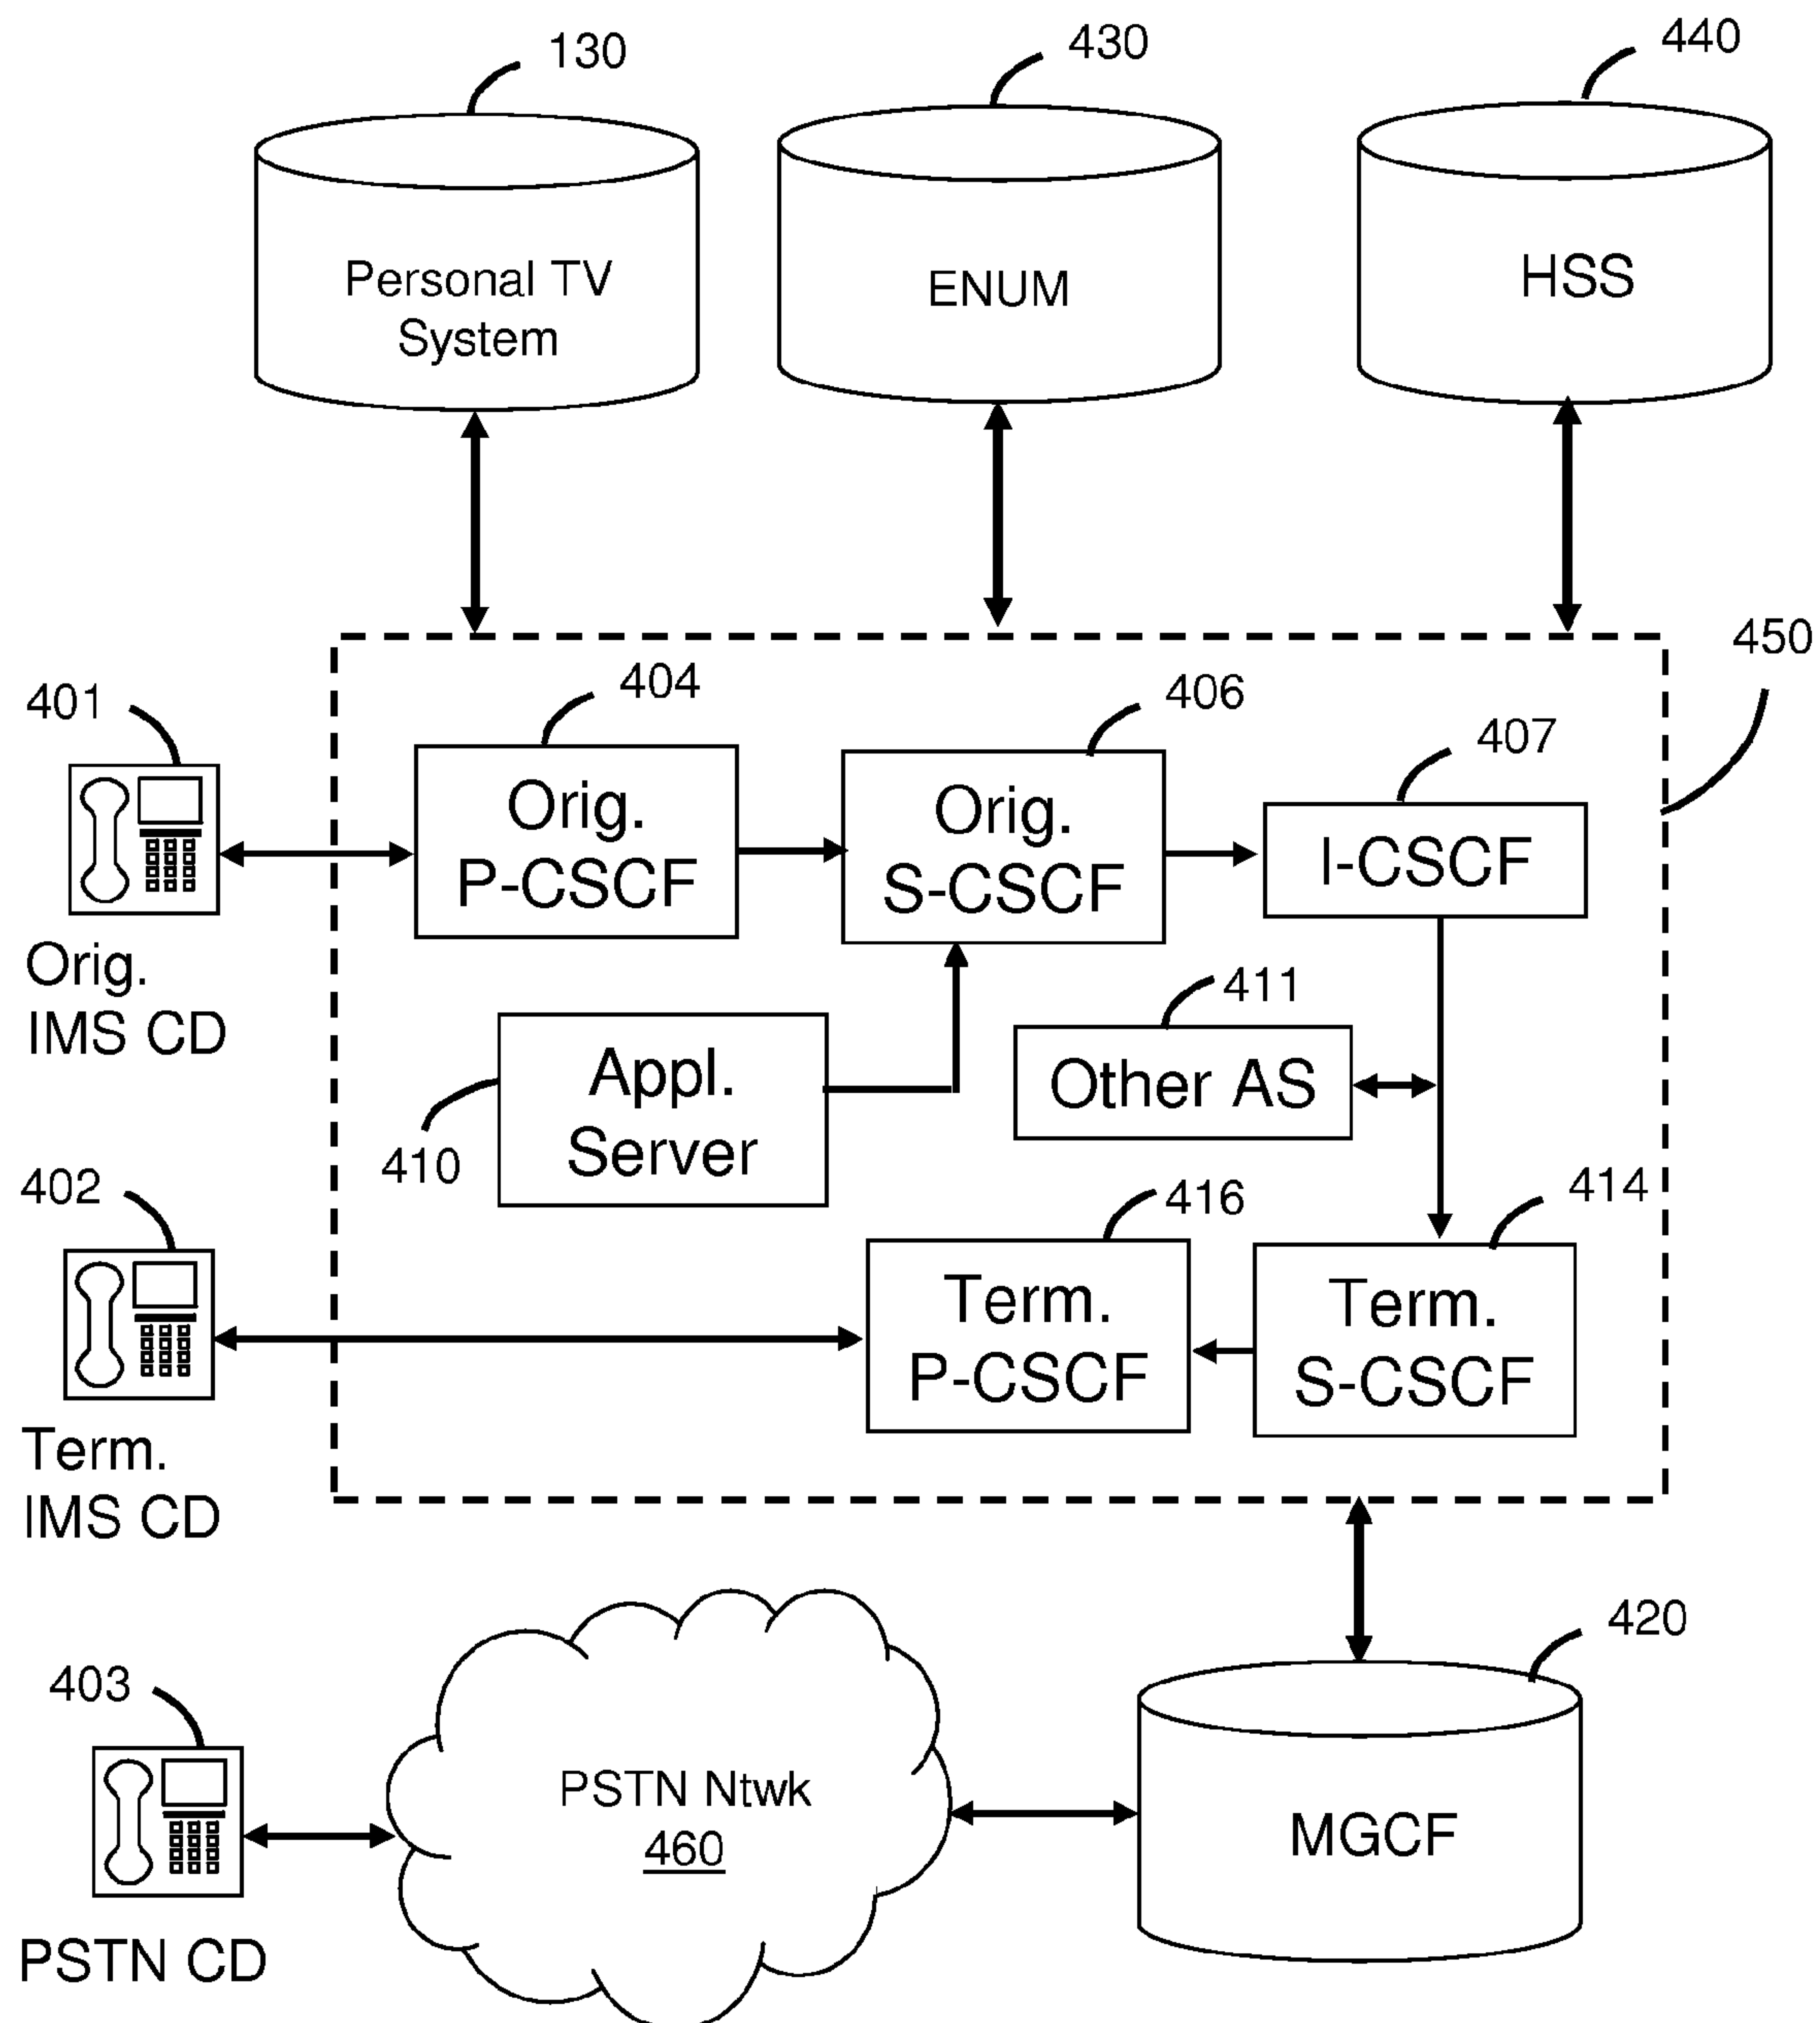 130
430
440
Personal TV
System
ENUM
HSS
450
401
404
406
407
Orig.
P-CSCF
Orig.
S-CSCF
I-CSCF
Orig.
IMS CD
411
Other AS
Appl.
Server
410
402
416
414
Term.
P-CSCF
Term.
S-CSCF
Term.
IMS CD
420
403
PSTN Ntwk
460
MGCF
PSTN CD